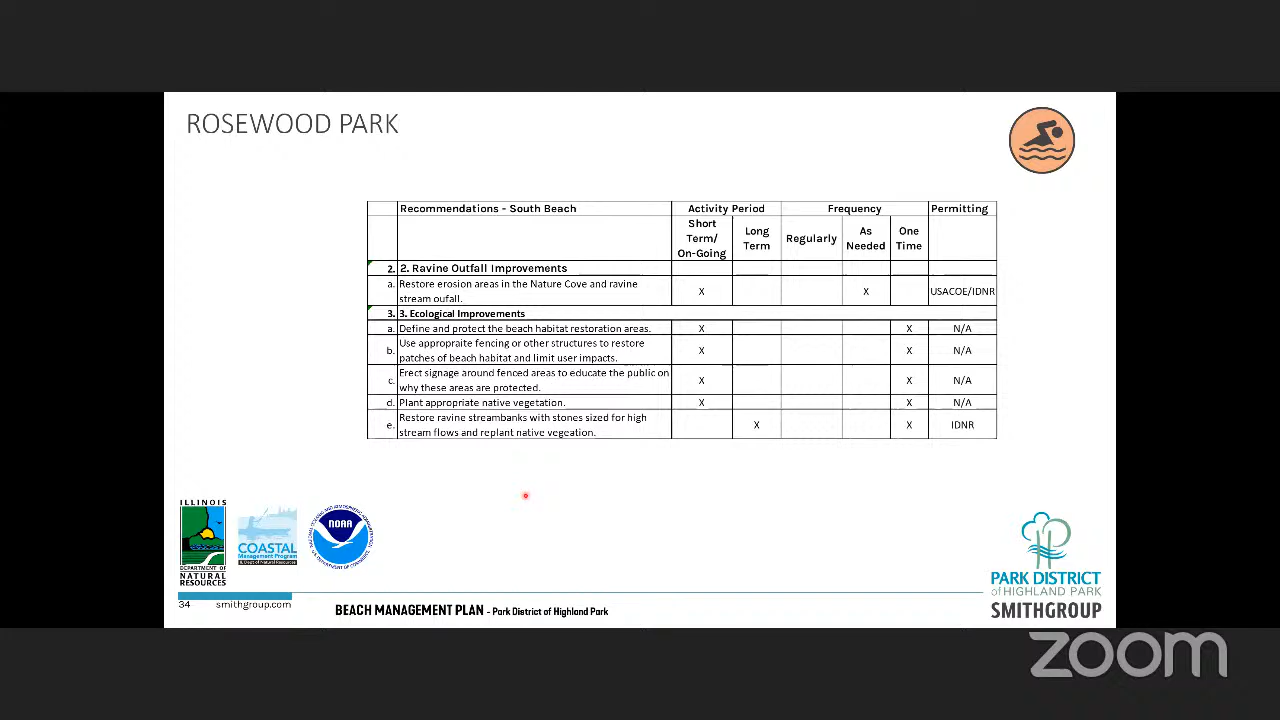 ROSEWOOD PARK
Recommendations - South Beach Activity Period Frequency Permitting
Short Term/ On-Going Long Term Regularly As Needed One Time
2. 2. Ravine Outfall Improvements
a. Restore erosion areas in the Nature Cove and ravine
stream oufall. X X USACOE/IDNR
3. 3. Ecological Improvements
a. Define and protect the beach habitat restoration areas. X X N/A
b. Use appropraite fencing or other structures to restore
patches of beach habitat and limit user impacts. X X N/A
c. Erect signage around fenced areas to educate the public on
why these areas are protected. X X N/A
d. Plant appropriate native vegetation. X X N/A
e. Restore ravine streambanks with stones sized for high
stream flows and replant native vegeation. X X IDNR
ILLINOIS
DEPARTMENT OF
NATURAL
RESOURCES
COASTAL
Management Program
NOAA
PARK DISTRICT
of HIGHLAND PARK
SMITHGROUP
34 smithgroup.com
BEACH MANAGEMENT PLAN - Park District of Highland Park
zoom